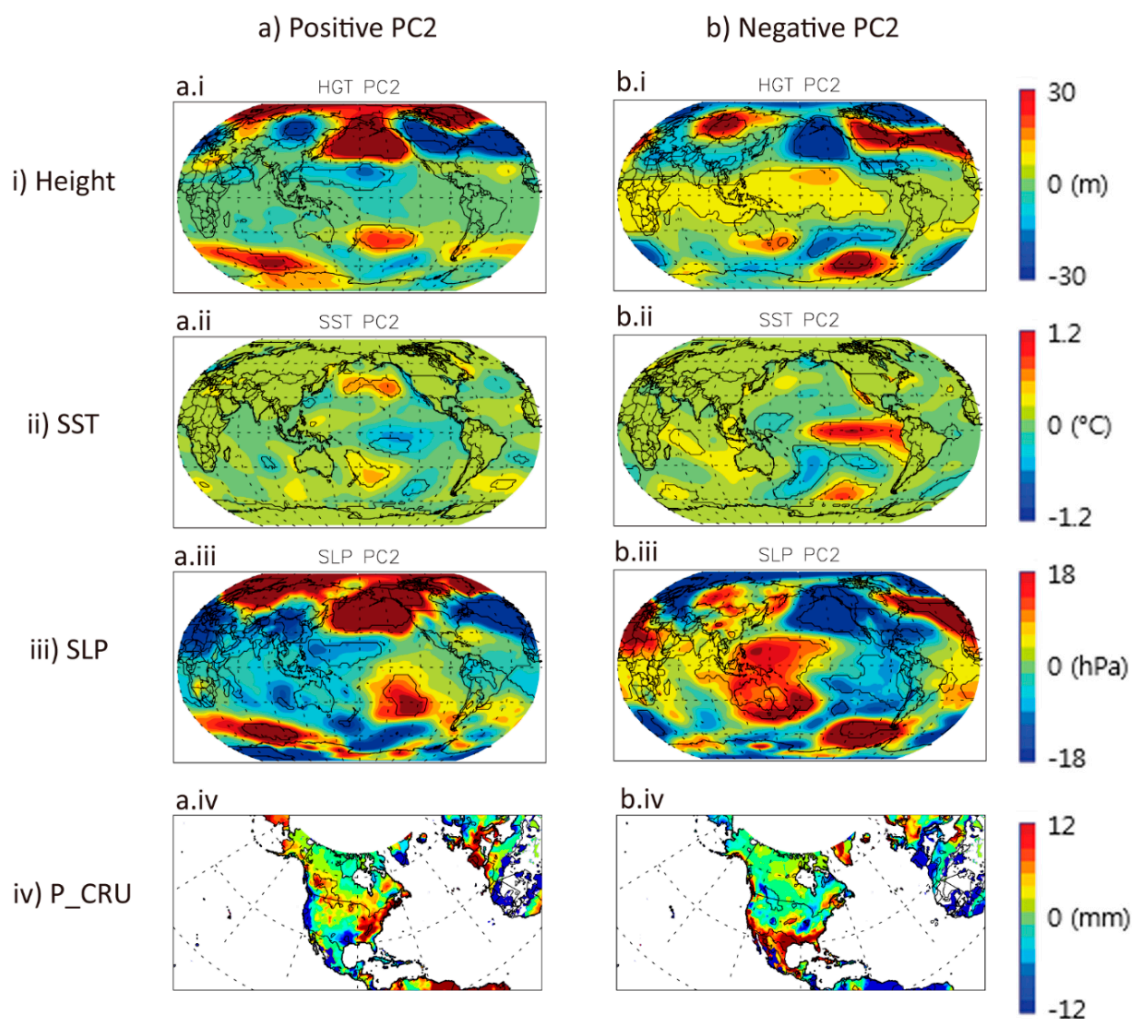 a) Positive PC2
b) Negative PC2
a.i
HGT PC2
b.i
HGT PC2
i) Height
30
0 (m)
-30
a.ii
SST PC2
b.ii
SST PC2
ii) SST
1.2
0 (°C)
-1.2
a.iii
SLP PC2
b.iii
SLP PC2
iii) SLP
18
0 (hPa)
-18
a.iv
b.iv
iv) P_CRU
12
0 (mm)
-12